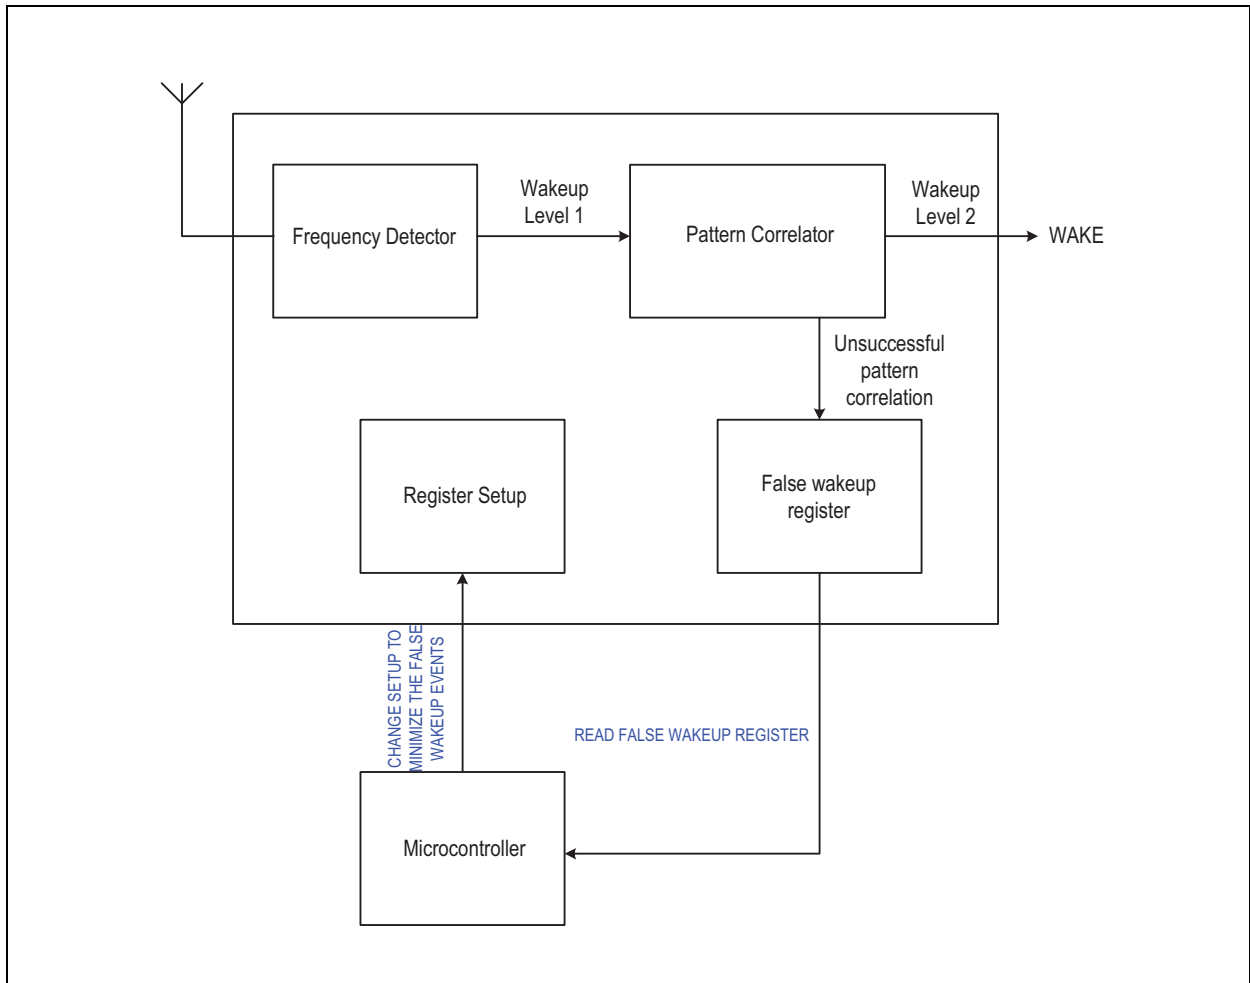 Wakeup
Level 1
Wakeup
Level 2
Frequency Detector
Pattern Correlator
WAKE
Unsuccessful
pattern
correlation
Register Setup
False wakeup
register
CHANGE SETUP TO
MINIMIZE THE FALSE
WAKEUP EVENTS
READ FALSE WAKEUP REGISTER
Microcontroller